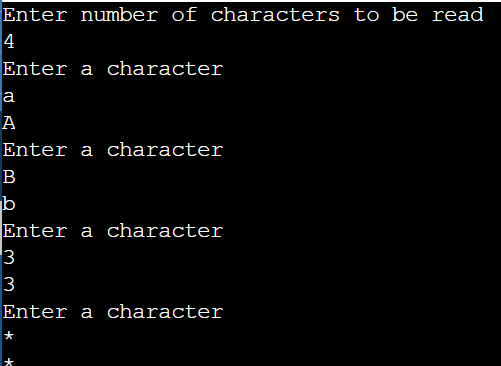 Enter number of characters to be read
4
Enter a character
a
A
Enter a character
B
b
Enter a character
3
3
Enter a character
*
*